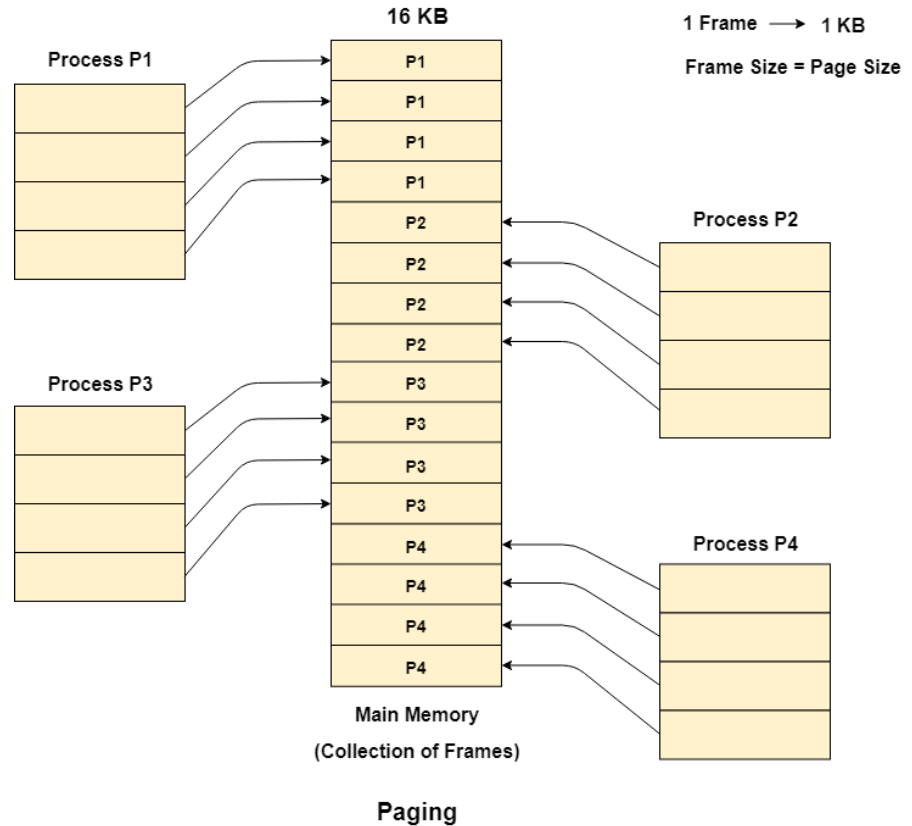 16 KB
1 Frame → 1 KB
Frame Size = Page Size
Process P1
P1
P1
P1
P1
Process P2
P2
P2
P2
P2
Process P3
P3
P3
P3
P3
Process P4
P4
P4
P4
P4
Main Memory
(Collection of Frames)
Paging